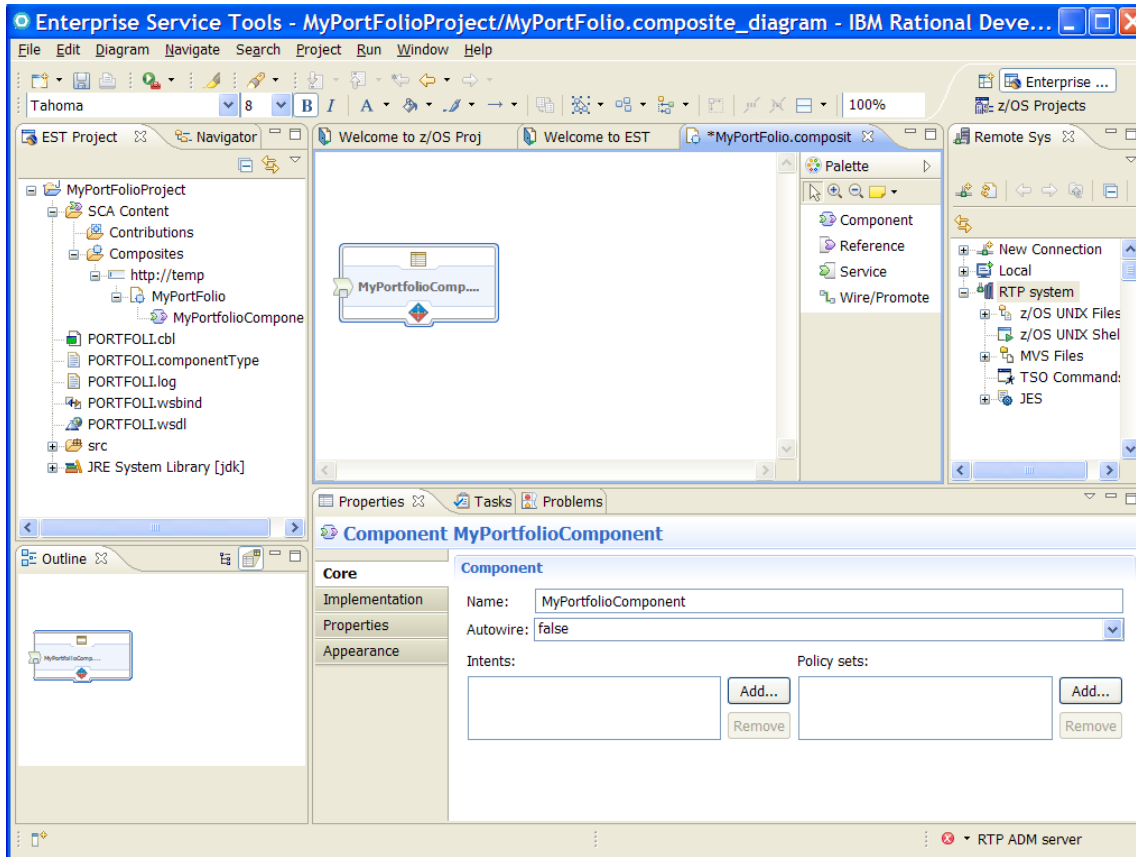 Enterprise Service Tools - MyPortFolioProject/MyPortFolio.composite_diagram - IBM Rational Deve...
File Edit Diagram Navigate Search Project Run Window Help
Enterprise ...
Tahoma 8 B I A 100% z/OS Projects
EST Project Navigator Welcome to z/OS Proj Welcome to EST *MyPortFolio.composit Remote Sys
MyPortFolioProject
SCA Content
Contributions
Composites
http://temp
MyPortFolio
MyPortfolioCompone
PORTFOLI.cbl
PORTFOLI.componentType
PORTFOLI.log
PORTFOLI.wsbind
PORTFOLI.wsdl
src
JRE System Library [jdk]
MyPortfolioComp....
Palette
Component
Reference
Service
Wire/Promote
New Connection
Local
RTP system
z/OS UNIX Files
z/OS UNIX Shel
MVS Files
TSO Command:
JES
Outline
MyPortfolioComp....
Properties Tasks Problems
Component MyPortfolioComponent
Core
Implementation
Properties
Appearance
Component
Name: MyPortfolioComponent
Autowire: false
Intents: Policy sets:
Add... Add...
Remove Remove
RTP ADM server